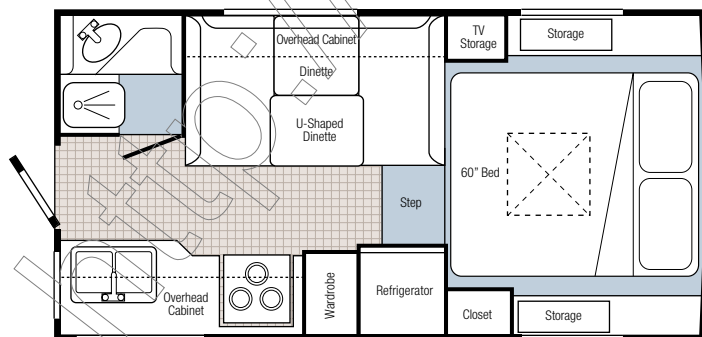 Overhead Cabinet
Dinette
U-Shaped
Dinette
TV
Storage
Storage
60" Bed
Step
Overhead
Cabinet
Wardrobe
Refrigerator
Closet
Storage